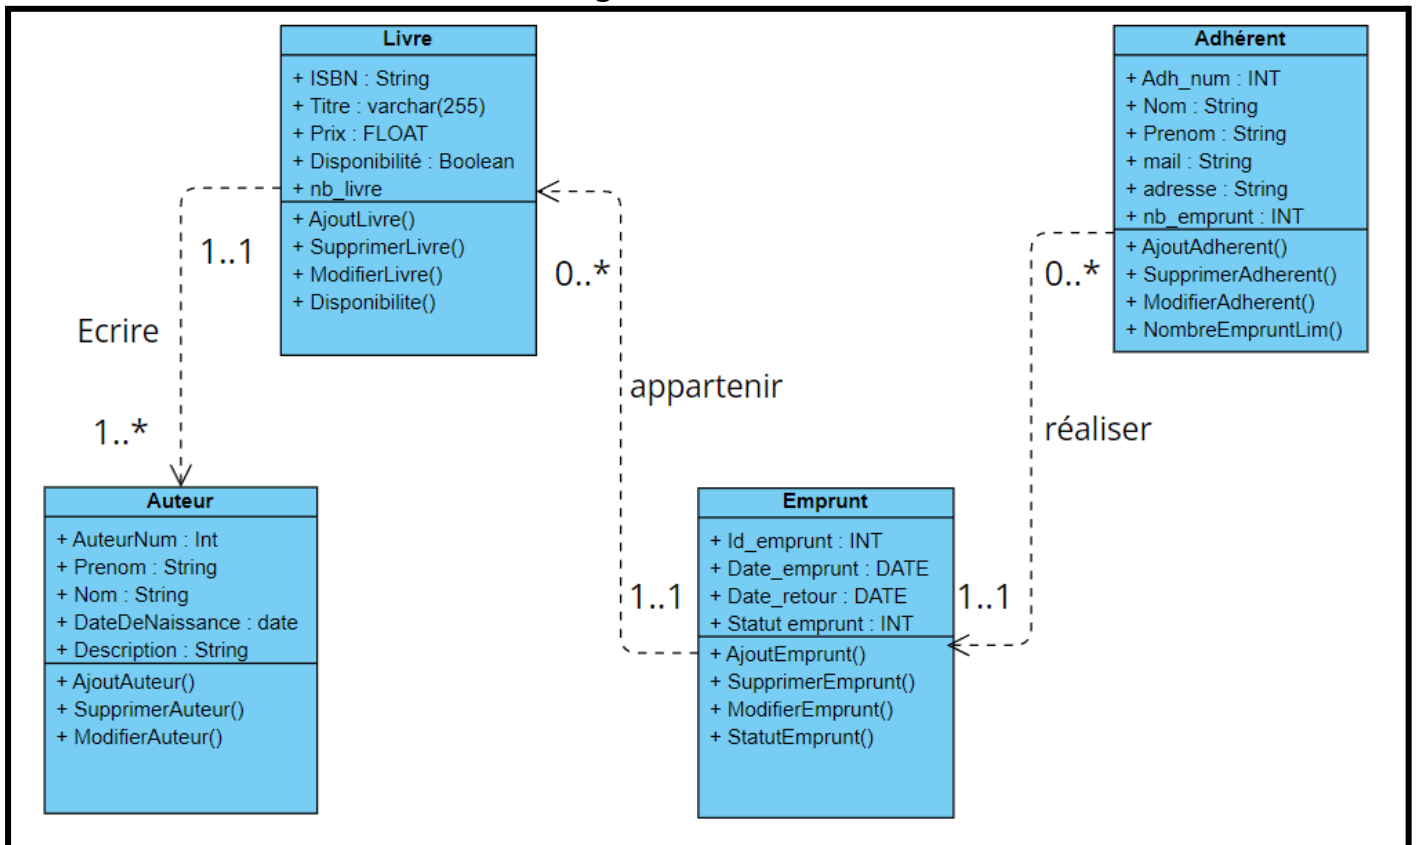 Livre
+ ISBN : String
+ Titre : varchar(255)
+ Prix : FLOAT
+ Disponibilité : Boolean
+ nb_livre
+ AjoutLivre()
+ SupprimerLivre()
+ ModifierLivre()
+ Disponibilite()
Adhérent
+ Adh_num : INT
+ Nom : String
+ Prenom : String
+ mail : String
+ adresse : String
+ nb_emprunt : INT
+ AjoutAdherent()
+ SupprimerAdherent()
+ ModifierAdherent()
+ NombreEmpruntLim()
1..1
0..*
0..*
Ecrire
appartenir
réaliser
1..*
1..1
1..1
Auteur
+ AuteurNum : Int
+ Prenom : String
+ Nom : String
+ DateDeNaissance : date
+ Description : String
+ AjoutAuteur()
+ SupprimerAuteur()
+ ModifierAuteur()
Emprunt
+ Id_emprunt : INT
+ Date_emprunt : DATE
+ Date_retour : DATE
+ Statut emprunt : INT
+ AjoutEmprunt()
+ SupprimerEmprunt()
+ ModifierEmprunt()
+ StatutEmprunt()